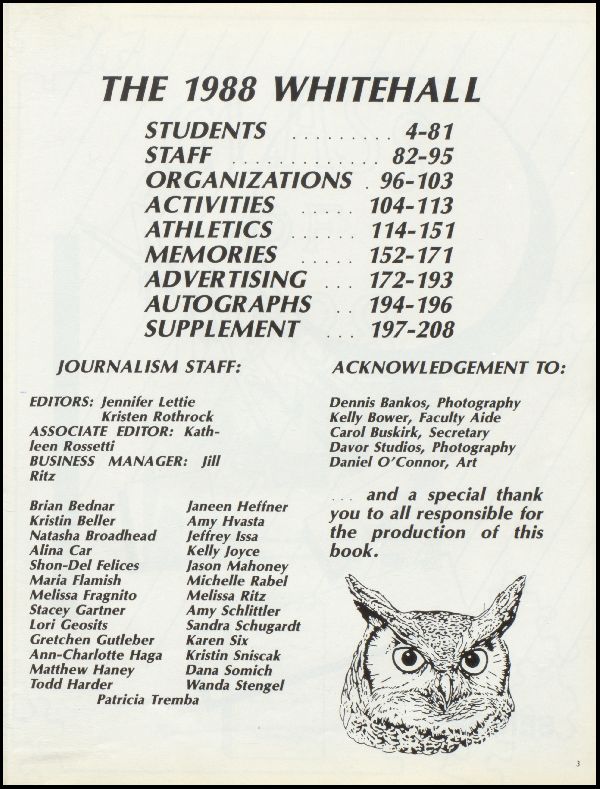 THE 1988 WHITEHALL
STUDENTS ......... 4-81
STAFF ............. 82-95
ORGANIZATIONS . 96-103
ACTIVITIES ..... 104-113
ATHLETICS ...... 114-151
MEMORIES ..... 152-171
ADVERTISING ... 172-193
AUTOGRAPHS .. 194-196
SUPPLEMENT ... 197-208
JOURNALISM STAFF:
EDITORS: Jennifer Lettie
Kristen Rothrock
ASSOCIATE EDITOR: Kath-
leen Rossetti
BUSINESS MANAGER: Jill
Ritz
Brian Bednar
Kristin Beller
Natasha Broadhead
Alina Car
Shon-Del Felices
Maria Flamish
Melissa Fragnito
Stacey Gartner
Lori Geosits
Gretchen Gutleber
Ann-Charlotte Haga
Matthew Haney
Todd Harder
Janeen Heffner
Amy Hvasta
Jeffrey Issa
Kelly Joyce
Jason Mahoney
Michelle Rabel
Melissa Ritz
Amy Schlittler
Sandra Schugardt
Karen Six
Kristin Sniscak
Dana Somich
Wanda Stengel
Patricia Tremba
ACKNOWLEDGEMENT TO:
Dennis Bankos, Photography
Kelly Bower, Faculty Aide
Carol Buskirk, Secretary
Davor Studios, Photography
Daniel O'Connor, Art
... and a special thank
you to all responsible for
the production of this
book.
3